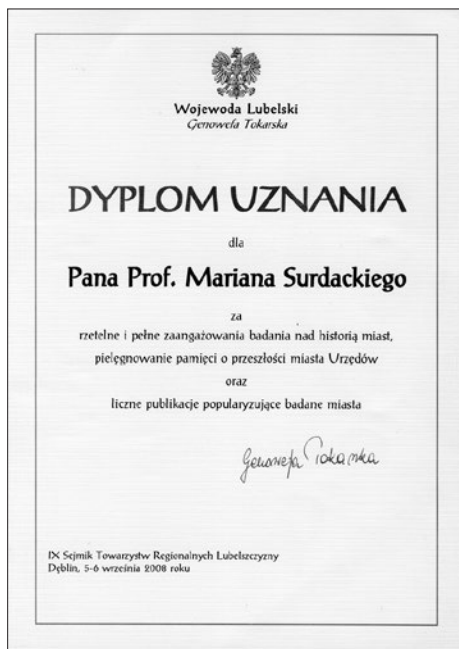 Wojewoda Lubelski
Genowefa Tokarska
DYPLOM UZNANIA
dla
Pana Prof. Mariana Surdackiego
za
rzetelne i pełne zaangażowania badania nad historią miast,
pielęgnowanie pamięci o przeszłości miasta Urzędów
oraz
liczne publikacje popularyzujące badane miasta
Genowefa Tokarska
IX Sejmik Towarzystw Regionalnych Lubelszczyzny
Dęblin, 5-6 września 2008 roku